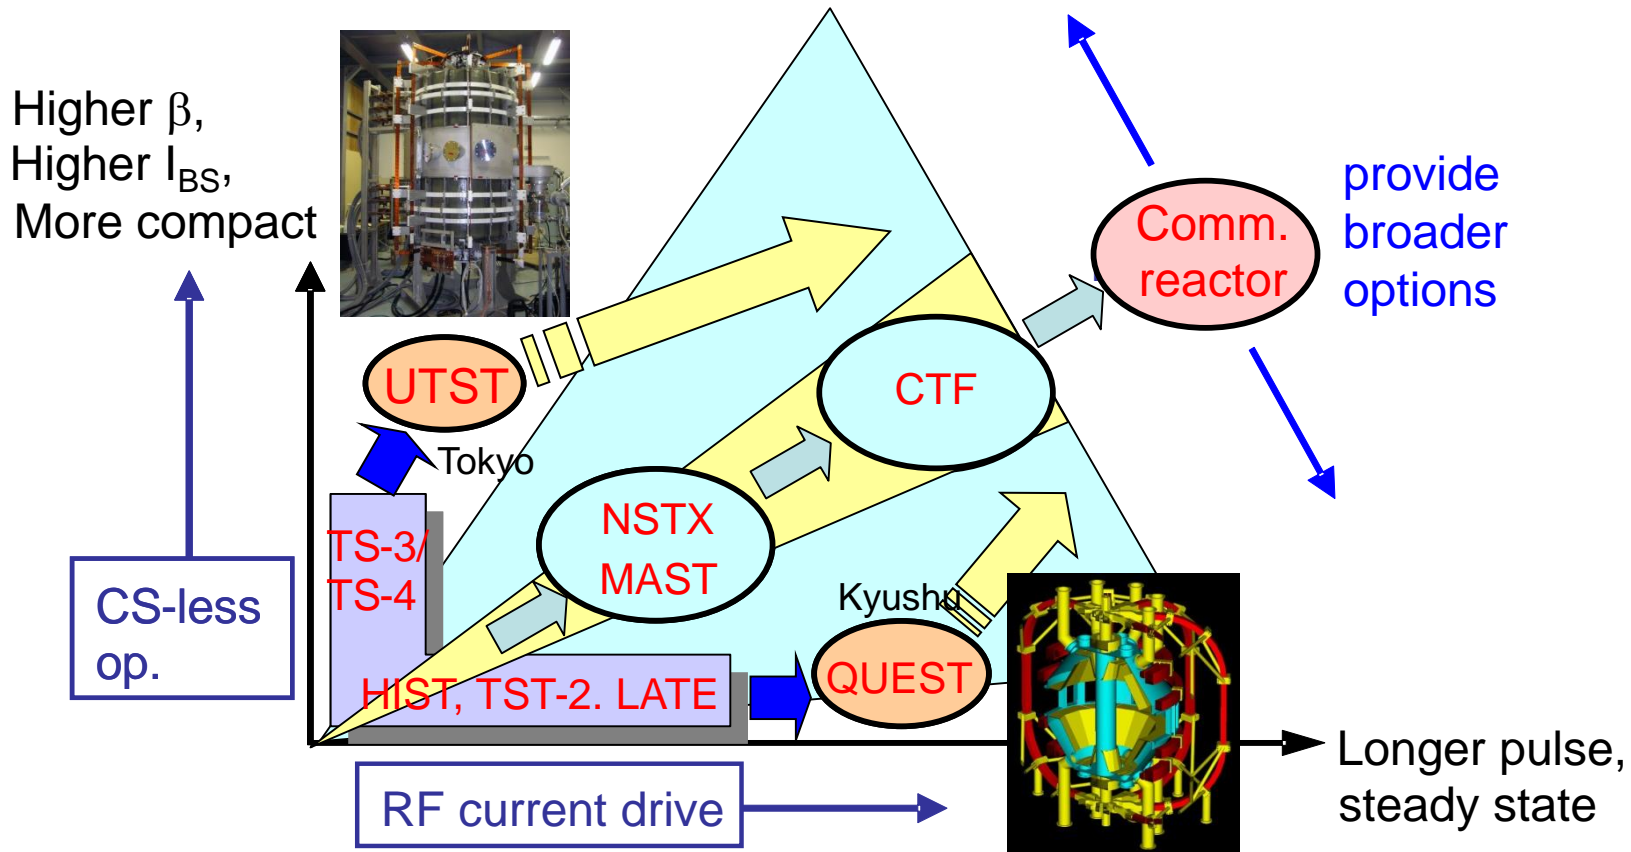 Higher β,
Higher I_BS,
More compact
UTST
Tokyo
TS-3/
TS-4
CS-less
op.
HIST, TST-2. LATE
RF current drive
NSTX
MAST
CTF
Comm.
reactor
provide
broader
options
Kyushu
QUEST
Longer pulse,
steady state